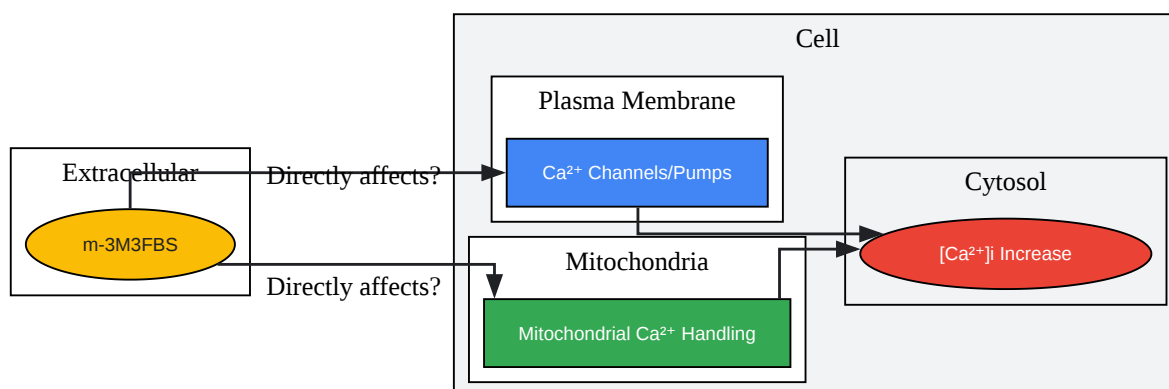 Cell
Plasma Membrane
Extracellular
Directly affects?
Ca²⁺ Channels/Pumps
Cytosol
m-3M3FBS
[Ca²⁺]i Increase
Mitochondria
Directly affects?
Mitochondrial Ca²⁺ Handling